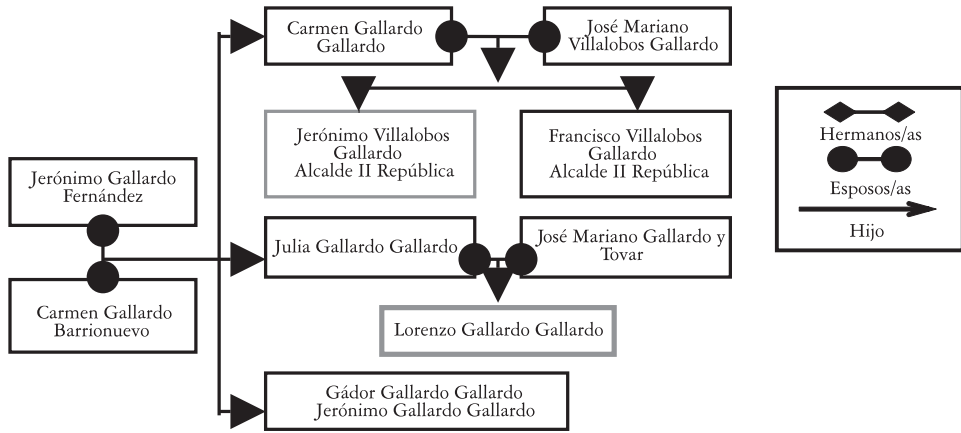 Carmen Gallardo
Gallardo
José Mariano
Villalobos Gallardo
Jerónimo Villalobos
Gallardo
Alcalde II República
Francisco Villalobos
Gallardo
Alcalde II República
Hermanos/as
Esposos/as
Hijo
Jerónimo Gallardo
Fernández
Carmen Gallardo
Barrionuevo
Julia Gallardo Gallardo
José Mariano Gallardo y
Tovar
Lorenzo Gallardo Gallardo
Gádor Gallardo Gallardo
Jerónimo Gallardo Gallardo